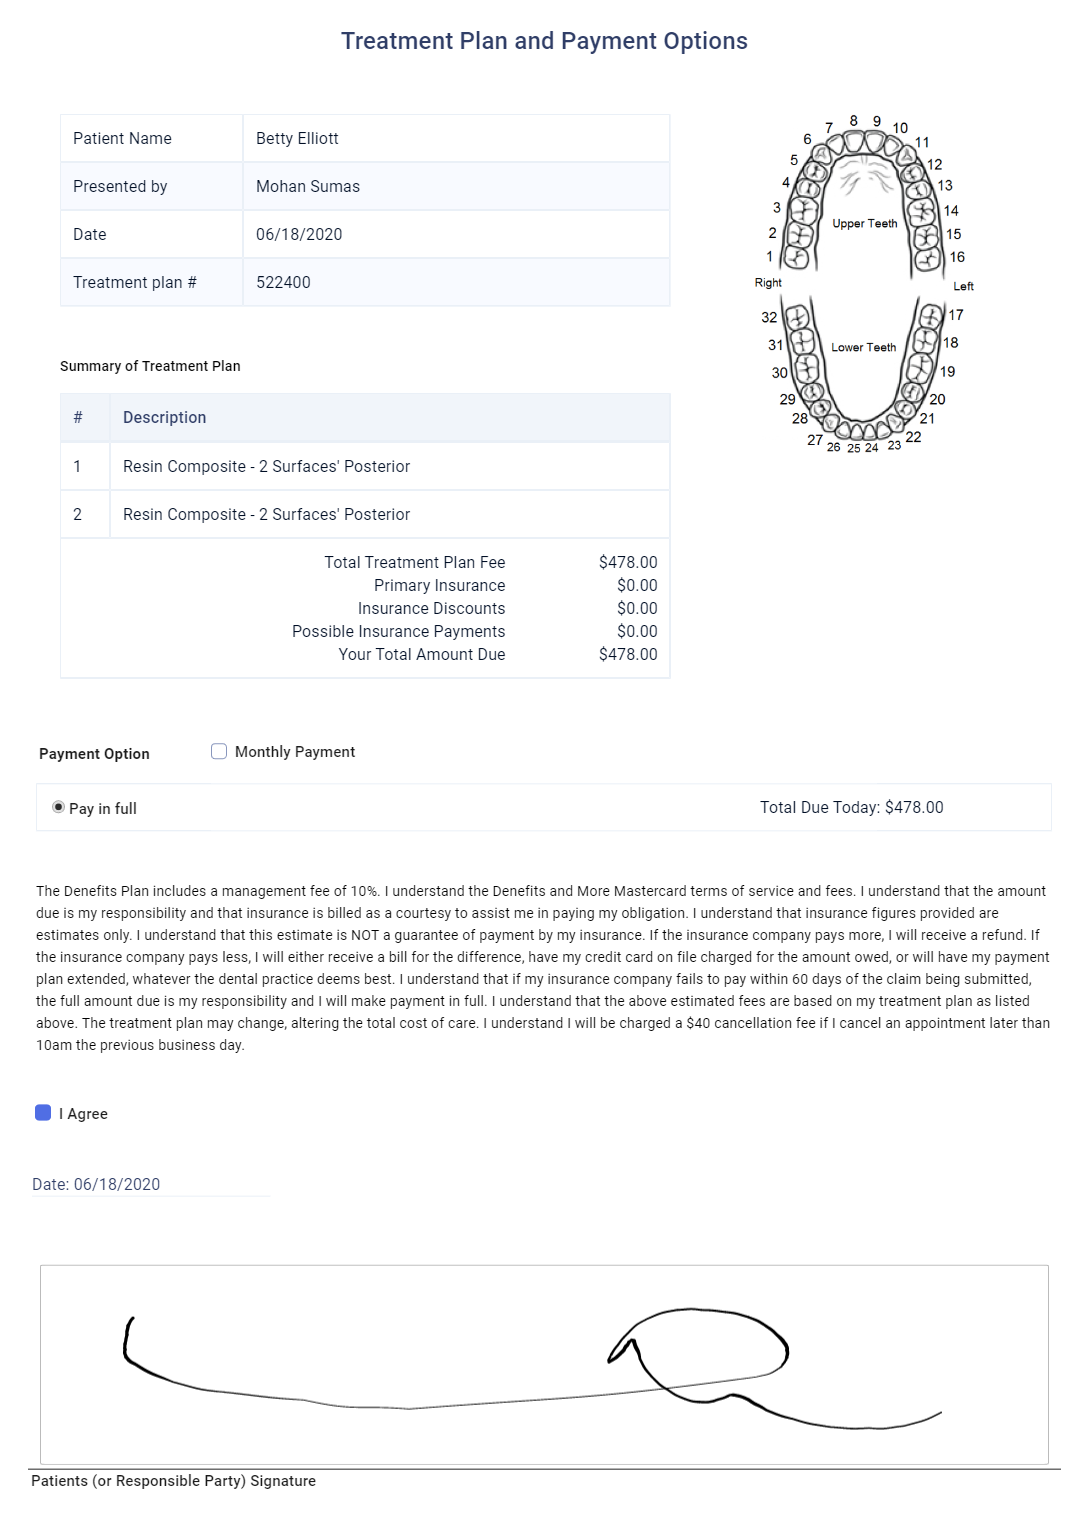 Treatment Plan and Payment Options
Patient Name Betty Elliott
Presented by Mohan Sumas
Date 06/18/2020
Treatment plan # 522400
6 7 8 9 10 11
5 12
4 13
3 14
2 15
1 16
Upper Teeth
Right Left
32 17
31 18
30 19
29 20
28 21
27 26 25 24 23 22
Lower Teeth
Summary of Treatment Plan
# Description
1 Resin Composite - 2 Surfaces' Posterior
2 Resin Composite - 2 Surfaces' Posterior
Total Treatment Plan Fee $478.00
Primary Insurance $0.00
Insurance Discounts $0.00
Possible Insurance Payments $0.00
Your Total Amount Due $478.00
Payment Option Monthly Payment
Pay in full Total Due Today: $478.00
The Denefits Plan includes a management fee of 10%. I understand the Denefits and More Mastercard terms of service and fees. I understand that the amount
due is my responsibility and that insurance is billed as a courtesy to assist me in paying my obligation. I understand that insurance figures provided are
estimates only. I understand that this estimate is NOT a guarantee of payment by my insurance. If the insurance company pays more, I will receive a refund. If
the insurance company pays less, I will either receive a bill for the difference, have my credit card on file charged for the amount owed, or will have my payment
plan extended, whatever the dental practice deems best. I understand that if my insurance company fails to pay within 60 days of the claim being submitted,
the full amount due is my responsibility and I will make payment in full. I understand that the above estimated fees are based on my treatment plan as listed
above. The treatment plan may change, altering the total cost of care. I understand I will be charged a $40 cancellation fee if I cancel an appointment later than
10am the previous business day.
I Agree
Date: 06/18/2020
Patients (or Responsible Party) Signature